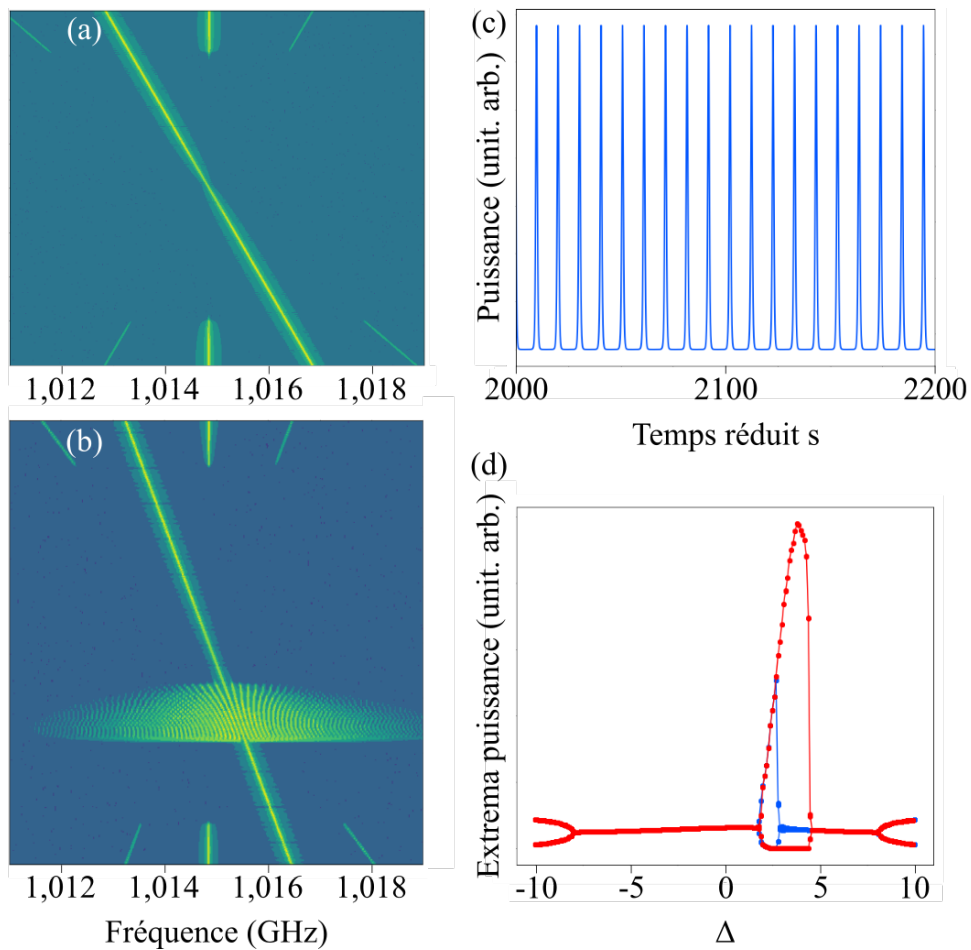 (a)
1,012 1,014 1,016 1,018
(b)
1,012 1,014 1,016 1,018
Fréquence (GHz)
(c)
Puissance (unit. arb.)
2000 2100 2200
Temps réduit s
(d)
Extrema puissance (unit. arb.)
-10 -5 0 5 10
Δ